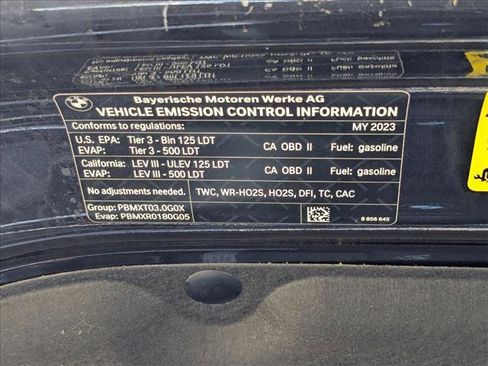 Bayerische Motoren Werke AG
VEHICLE EMISSION CONTROL INFORMATION
Conforms to regulations: MY 2023
U.S. EPA: Tier 3 - Bin 125 LDT CA OBD II Fuel: gasoline
EVAP: Tier 3 - 500 LDT
California: LEV III - ULEV 125 LDT CA OBD II Fuel: gasoline
EVAP: LEV III - 500 LDT
No adjustments needed. TWC, WR-HO2S, HO2S, DFI, TC, CAC
Group: PBMXT03.0G0X
Evap: PBMXR0180G05 8 856 645